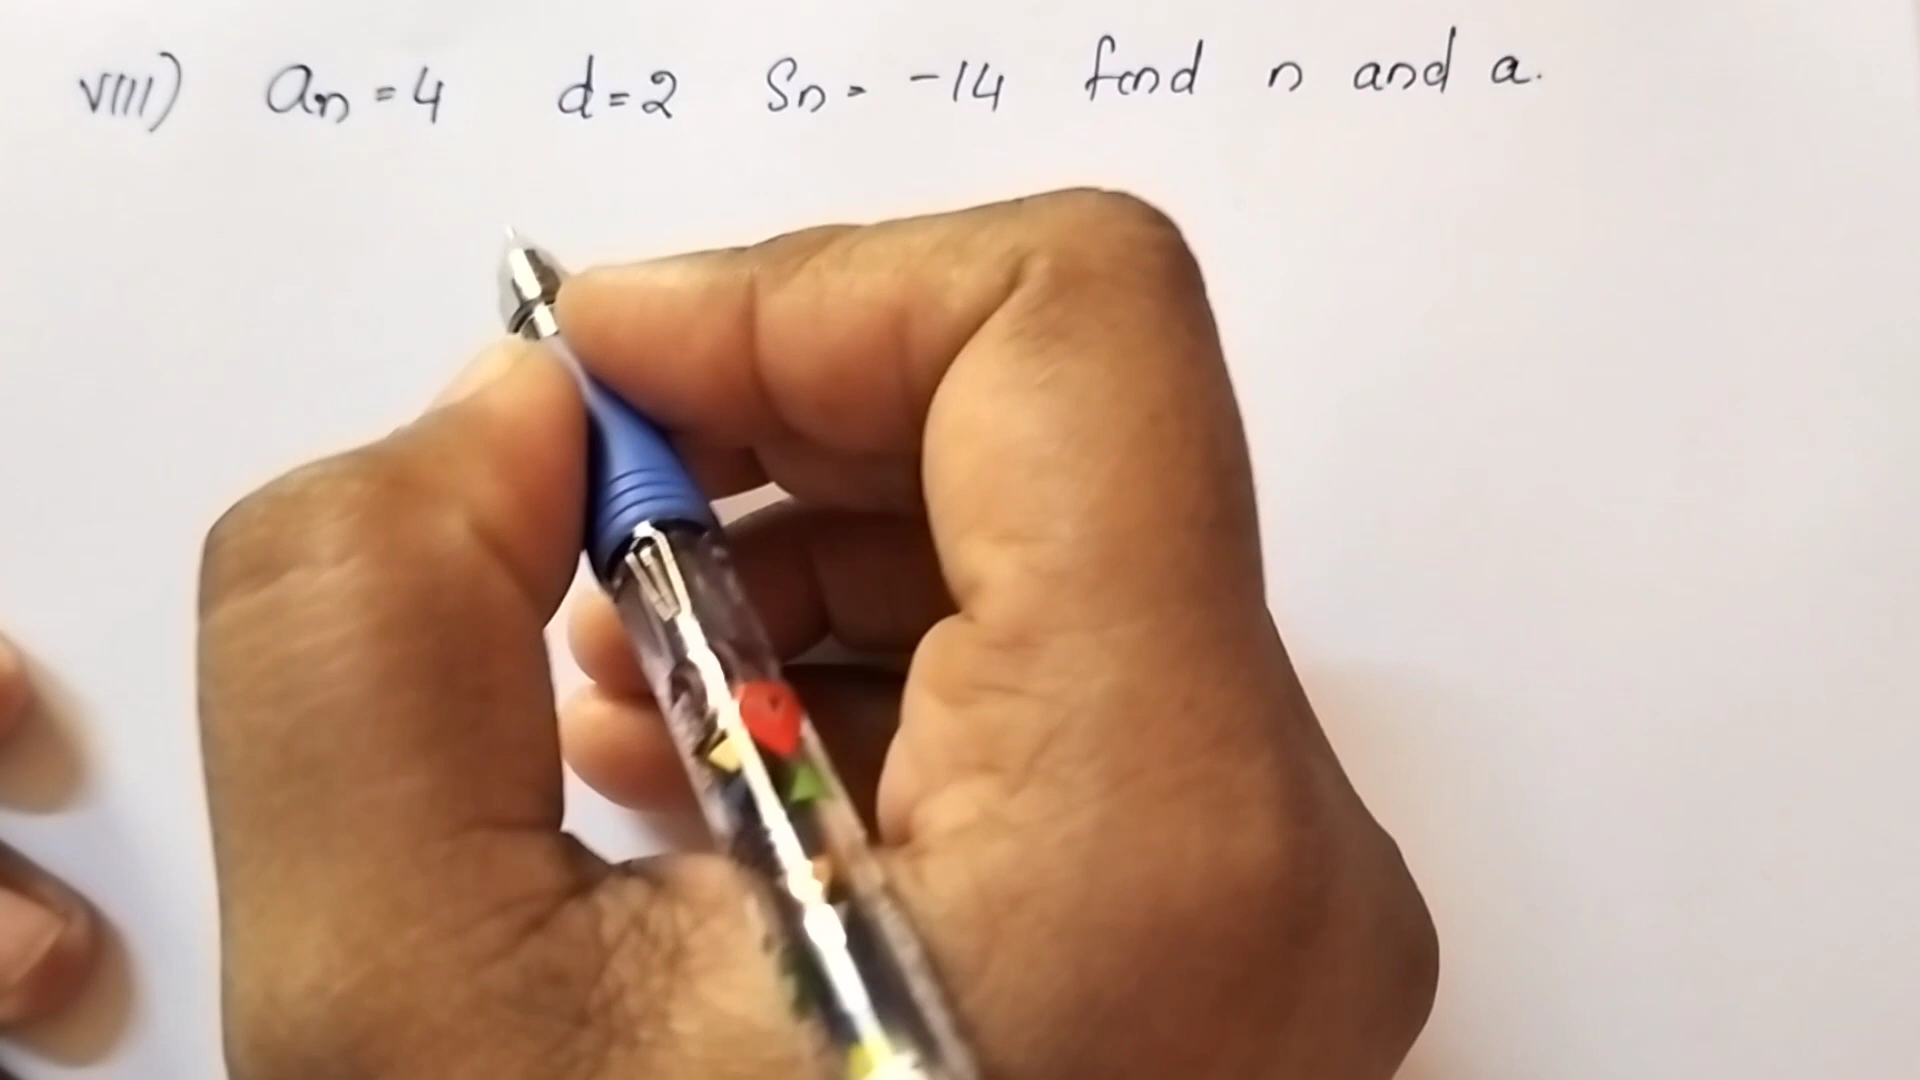 VIII) an = 4 d = 2 Sn = -14 find n and a.